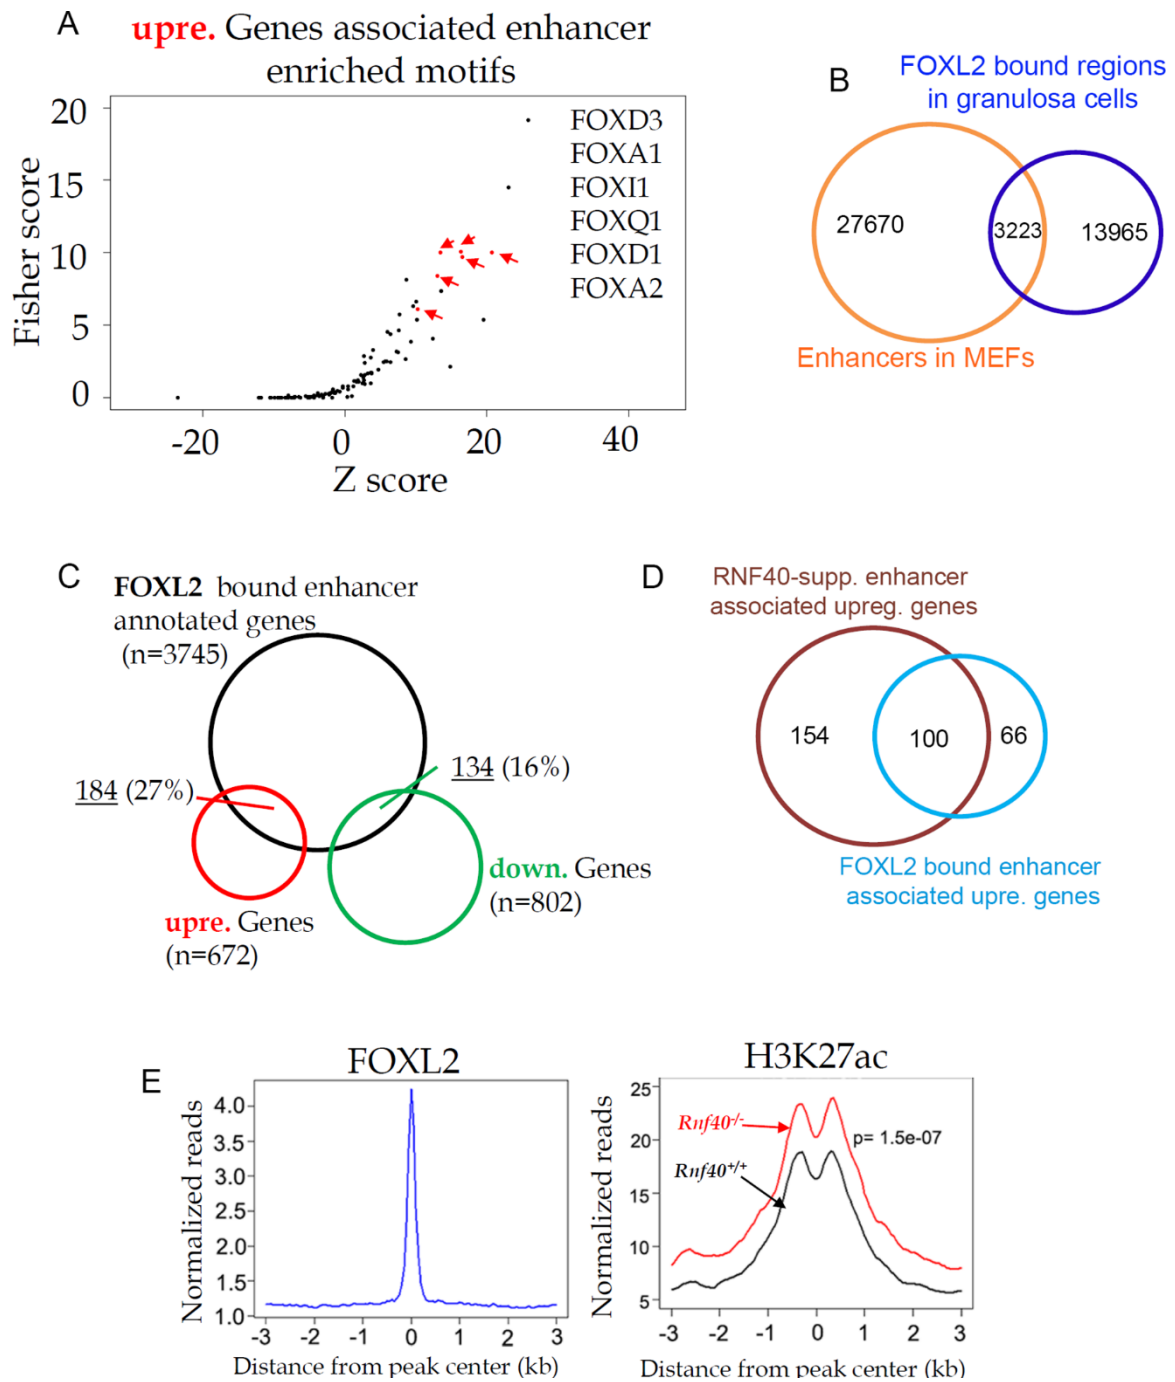 A
upre. Genes associated enhancer
enriched motifs
Fisher score
20
15
10
5
0
-20
0
20
40
Z score
FOXD3
FOXA1
FOXI1
FOXQ1
FOXD1
FOXA2
B
FOXL2 bound regions
in granulosa cells
27670
3223
13965
Enhancers in MEFs
C
FOXL2 bound enhancer
annotated genes
(n=3745)
184 (27%)
134 (16%)
upre. Genes
(n=672)
down. Genes
(n=802)
D
RNF40-supp. enhancer
associated upreg. genes
154
100
66
FOXL2 bound enhancer
associated upre. genes
E
FOXL2
Normalized reads
4.0
3.5
3.0
2.5
2.0
1.5
1.0
-3
-2
-1
0
1
2
3
Distance from peak center (kb)
H3K27ac
Normalized reads
25
20
15
10
5
Rnf40-/-
Rnf40+/+
p= 1.5e-07
-3
-2
-1
0
1
2
3
Distance from peak center (kb)